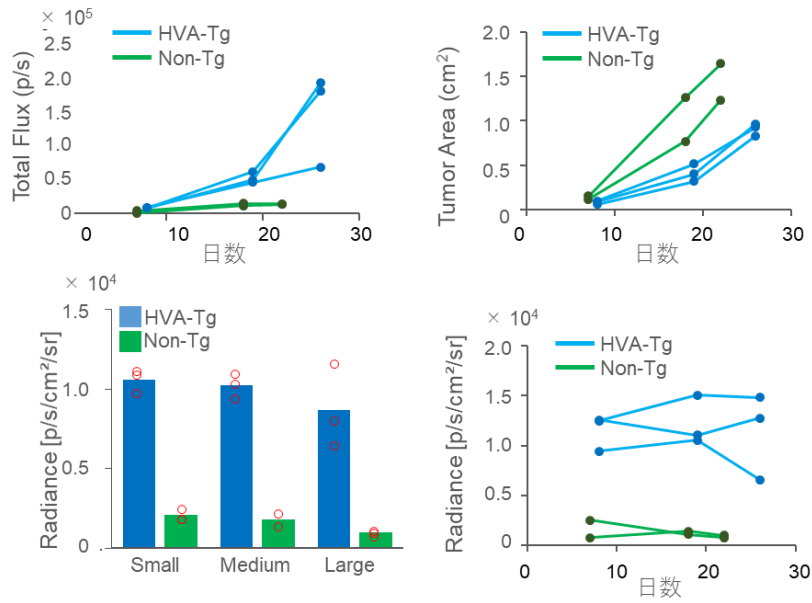 × 10⁵
HVA-Tg
Non-Tg
Total Flux (p/s)
2.5
2.0
1.5
1.0
0.5
0
0
10
20
30
日数
HVA-Tg
Non-Tg
Tumor Area (cm²)
2.0
1.5
1.0
0.5
0
0
10
20
30
日数
× 10⁴
HVA-Tg
Non-Tg
Radiance [p/s/cm²/sr]
1.5
1.0
0.5
0
Small
Medium
Large
× 10⁴
HVA-Tg
Non-Tg
Radiance [p/s/cm²/sr]
2.0
1.5
1.0
0.5
0
0
10
20
30
日数